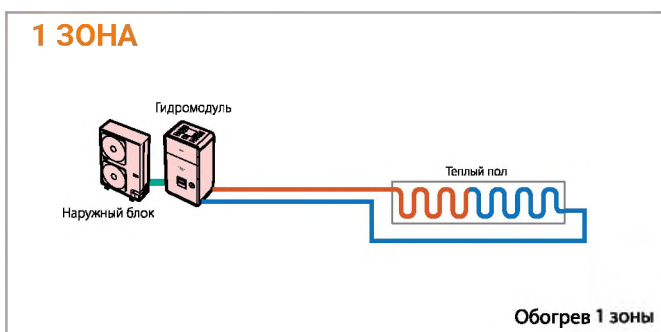 1 ЗОНА
Гидромодуль
Теплый пол
Наружный блок
Обогрев 1 зоны